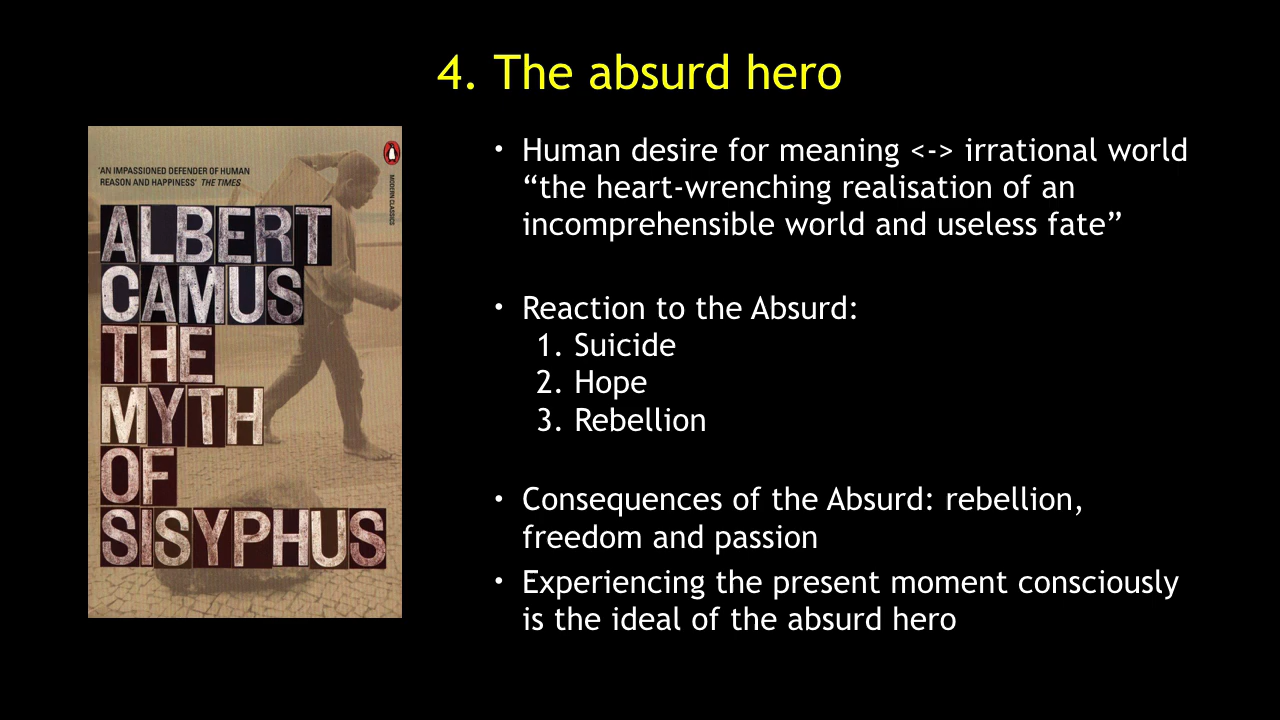 4. The absurd hero
'AN IMPASSIONED DEFENDER OF HUMAN
REASON AND HAPPINESS' THE TIMES
MODERN CLASSICS
ALBERT
CAMUS
THE
MYTH
OF
SISYPHUS
• Human desire for meaning <-> irrational world
“the heart-wrenching realisation of an
incomprehensible world and useless fate”
• Reaction to the Absurd:
1. Suicide
2. Hope
3. Rebellion
• Consequences of the Absurd: rebellion,
freedom and passion
• Experiencing the present moment consciously
is the ideal of the absurd hero